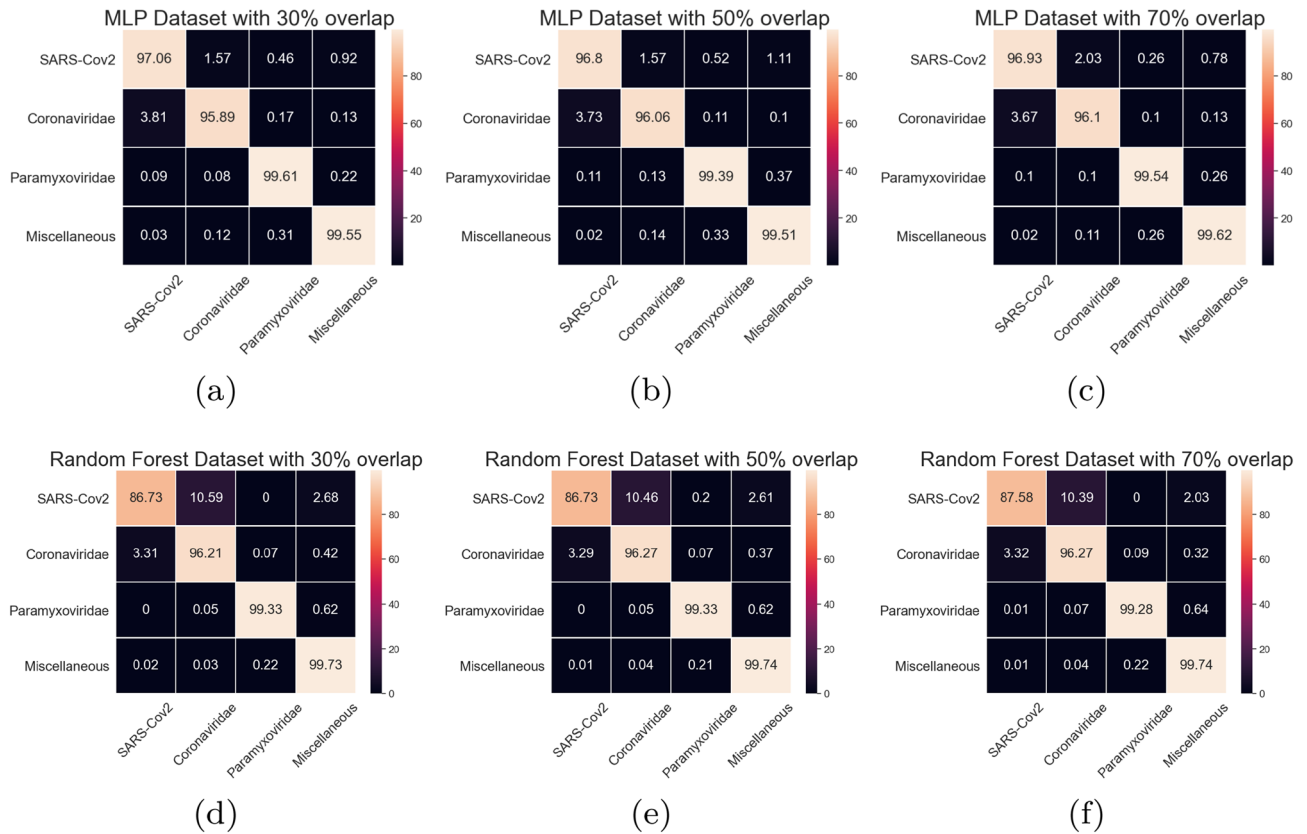 MLP Dataset with 30% overlap
SARS-Cov2 97.06 1.57 0.46 0.92
Coronaviridae 3.81 95.89 0.17 0.13
Paramyxoviridae 0.09 0.08 99.61 0.22
Miscellaneous 0.03 0.12 0.31 99.55
SARS-Cov2 Coronaviridae Paramyxoviridae Miscellaneous
80
60
40
20
(a)
MLP Dataset with 50% overlap
SARS-Cov2 96.8 1.57 0.52 1.11
Coronaviridae 3.73 96.06 0.11 0.1
Paramyxoviridae 0.11 0.13 99.39 0.37
Miscellaneous 0.02 0.14 0.33 99.51
SARS-Cov2 Coronaviridae Paramyxoviridae Miscellaneous
80
60
40
20
(b)
MLP Dataset with 70% overlap
SARS-Cov2 96.93 2.03 0.26 0.78
Coronaviridae 3.67 96.1 0.1 0.13
Paramyxoviridae 0.1 0.1 99.54 0.26
Miscellaneous 0.02 0.11 0.26 99.62
SARS-Cov2 Coronaviridae Paramyxoviridae Miscellaneous
80
60
40
20
(c)
Random Forest Dataset with 30% overlap
SARS-Cov2 86.73 10.59 0 2.68
Coronaviridae 3.31 96.21 0.07 0.42
Paramyxoviridae 0 0.05 99.33 0.62
Miscellaneous 0.02 0.03 0.22 99.73
SARS-Cov2 Coronaviridae Paramyxoviridae Miscellaneous
80
60
40
20
0
(d)
Random Forest Dataset with 50% overlap
SARS-Cov2 86.73 10.46 0.2 2.61
Coronaviridae 3.29 96.27 0.07 0.37
Paramyxoviridae 0 0.05 99.33 0.62
Miscellaneous 0.01 0.04 0.21 99.74
SARS-Cov2 Coronaviridae Paramyxoviridae Miscellaneous
80
60
40
20
0
(e)
Random Forest Dataset with 70% overlap
SARS-Cov2 87.58 10.39 0 2.03
Coronaviridae 3.32 96.27 0.09 0.32
Paramyxoviridae 0.01 0.07 99.28 0.64
Miscellaneous 0.01 0.04 0.22 99.74
SARS-Cov2 Coronaviridae Paramyxoviridae Miscellaneous
80
60
40
20
0
(f)